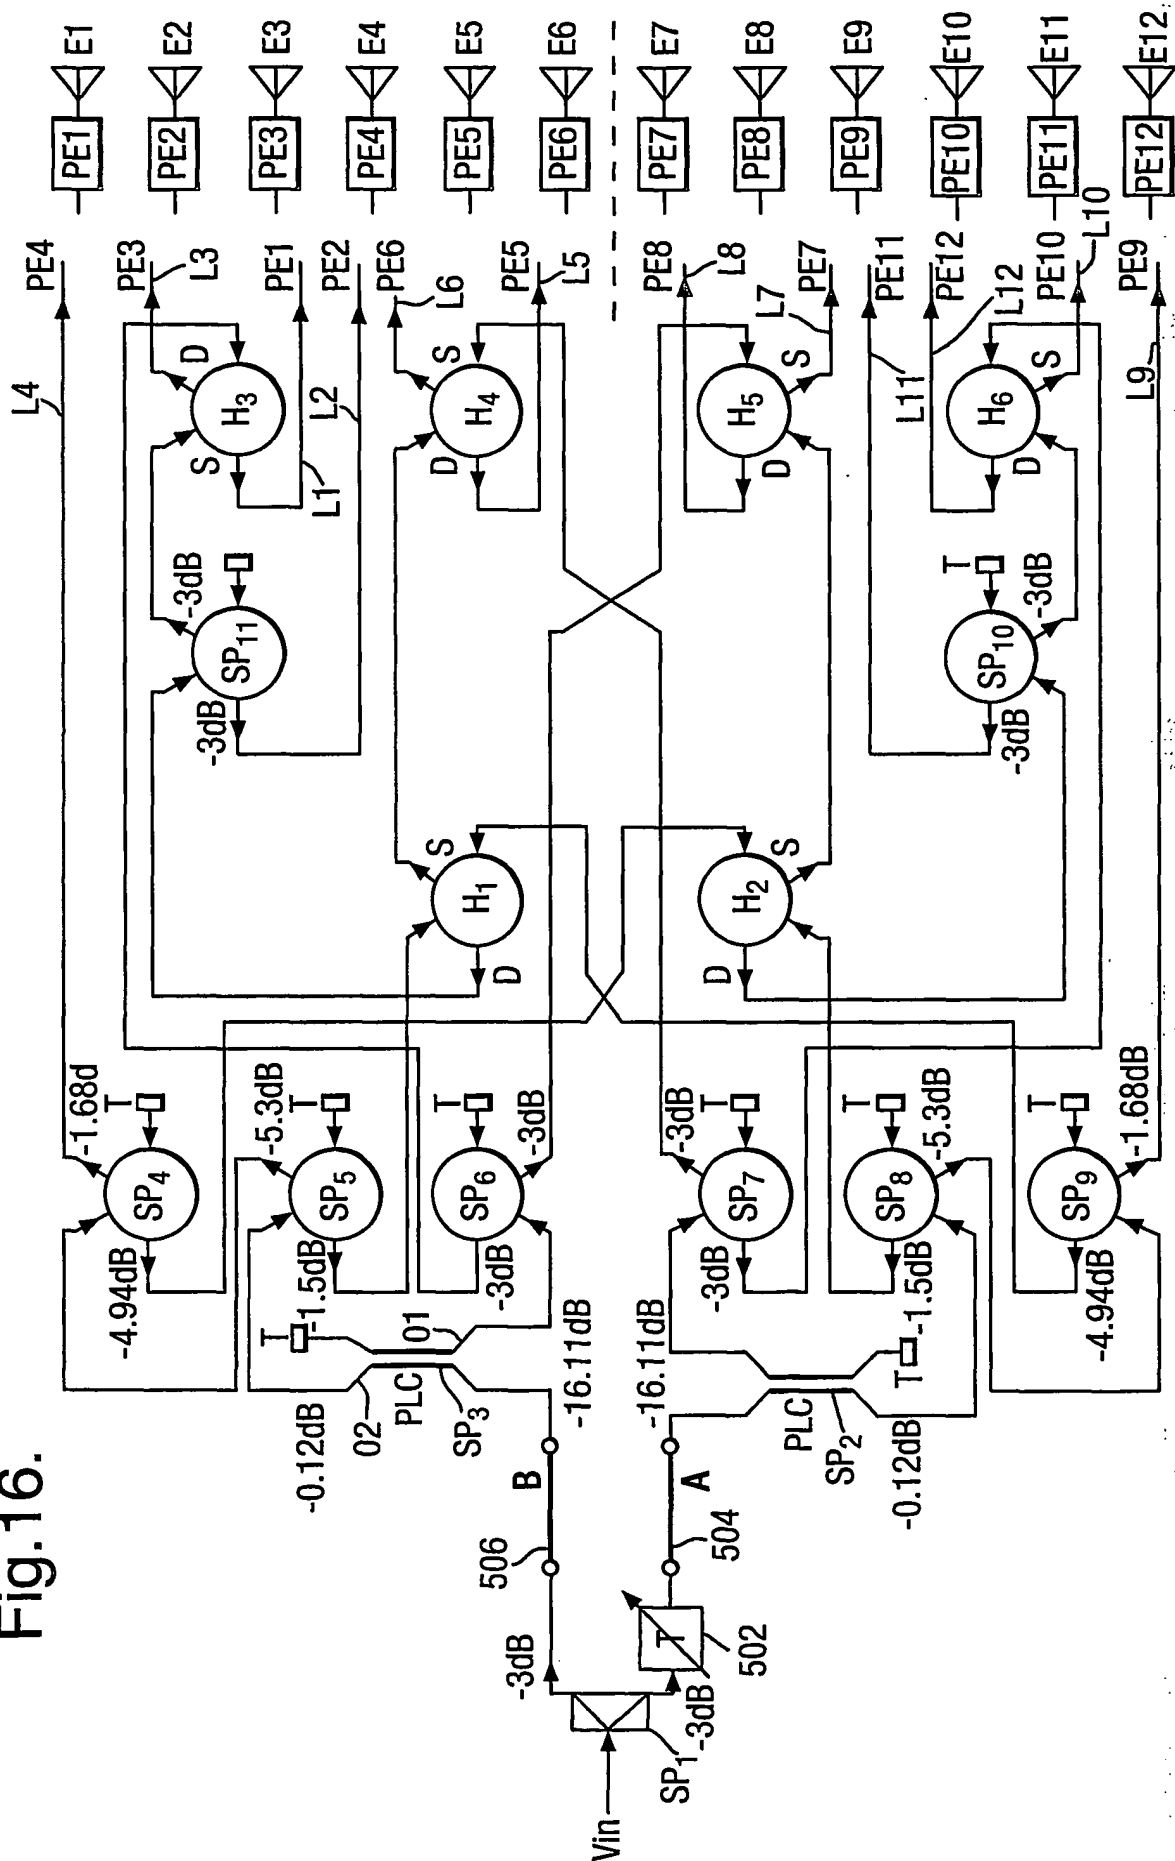 Fig.16.
Vin
SP1
-3dB
-3dB
T
502
506
504
B
A
-16.11dB
-16.11dB
-0.12dB
02
PLC
SP3
01
T
PLC
SP2
-0.12dB
T
SP4
-1.68d
T
-4.94dB
SP5
-5.3dB
T
-1.5dB
SP6
T
-3dB
-3dB
SP7
-3dB
T
-3dB
SP8
T
-5.3dB
-1.5dB
SP9
T
-1.68dB
-4.94dB
H1
S
D
H2
S
D
SP11
-3dB
-3dB
SP10
T
-3dB
-3dB
H3
D
S
H4
S
D
H5
S
D
H6
S
D
L4
PE4
PE3
L3
PE1
L1
PE2
L2
PE6
L6
PE5
L5
PE8
L8
PE7
L7
PE11
L11
PE12
L12
PE10
L10
PE9
L9
PE1 E1
PE2 E2
PE3 E3
PE4 E4
PE5 E5
PE6 E6
PE7 E7
PE8 E8
PE9 E9
PE10 E10
PE11 E11
PE12 E12